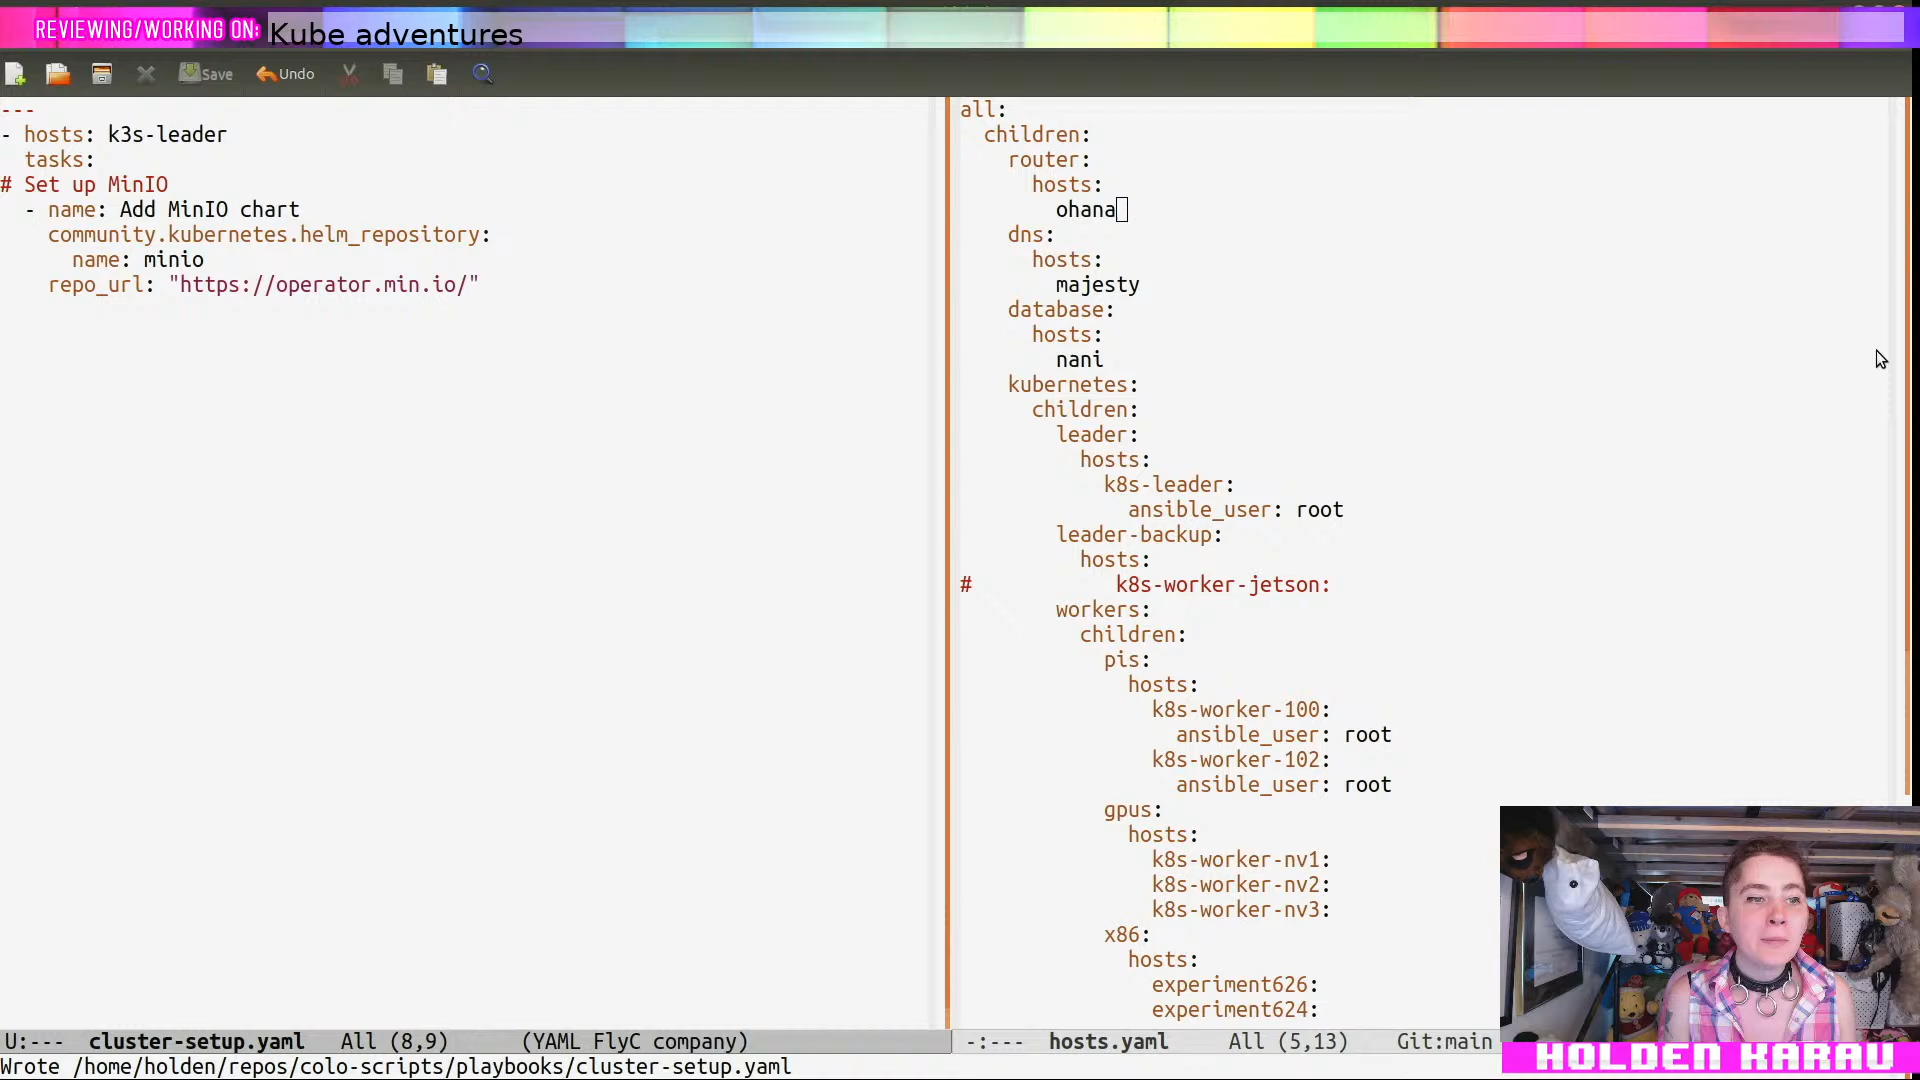 REVIEWING/WORKING ON: Kube adventures
Save Undo
---
- hosts: k3s-leader
tasks:
# Set up MinIO
- name: Add MinIO chart
community.kubernetes.helm_repository:
name: minio
repo_url: "https://operator.min.io/"
U:--- cluster-setup.yaml All (8,9) (YAML FlyC company)
Wrote /home/holden/repos/colo-scripts/playbooks/cluster-setup.yaml
all:
children:
router:
hosts:
ohana
dns:
hosts:
majesty
database:
hosts:
nani
kubernetes:
children:
leader:
hosts:
k8s-leader:
ansible_user: root
leader-backup:
hosts:
# k8s-worker-jetson:
workers:
children:
pis:
hosts:
k8s-worker-100:
ansible_user: root
k8s-worker-102:
ansible_user: root
gpus:
hosts:
k8s-worker-nv1:
k8s-worker-nv2:
k8s-worker-nv3:
x86:
hosts:
experiment626:
experiment624:
-:--- hosts.yaml All (5,13) Git:main
HOLDEN KARAU